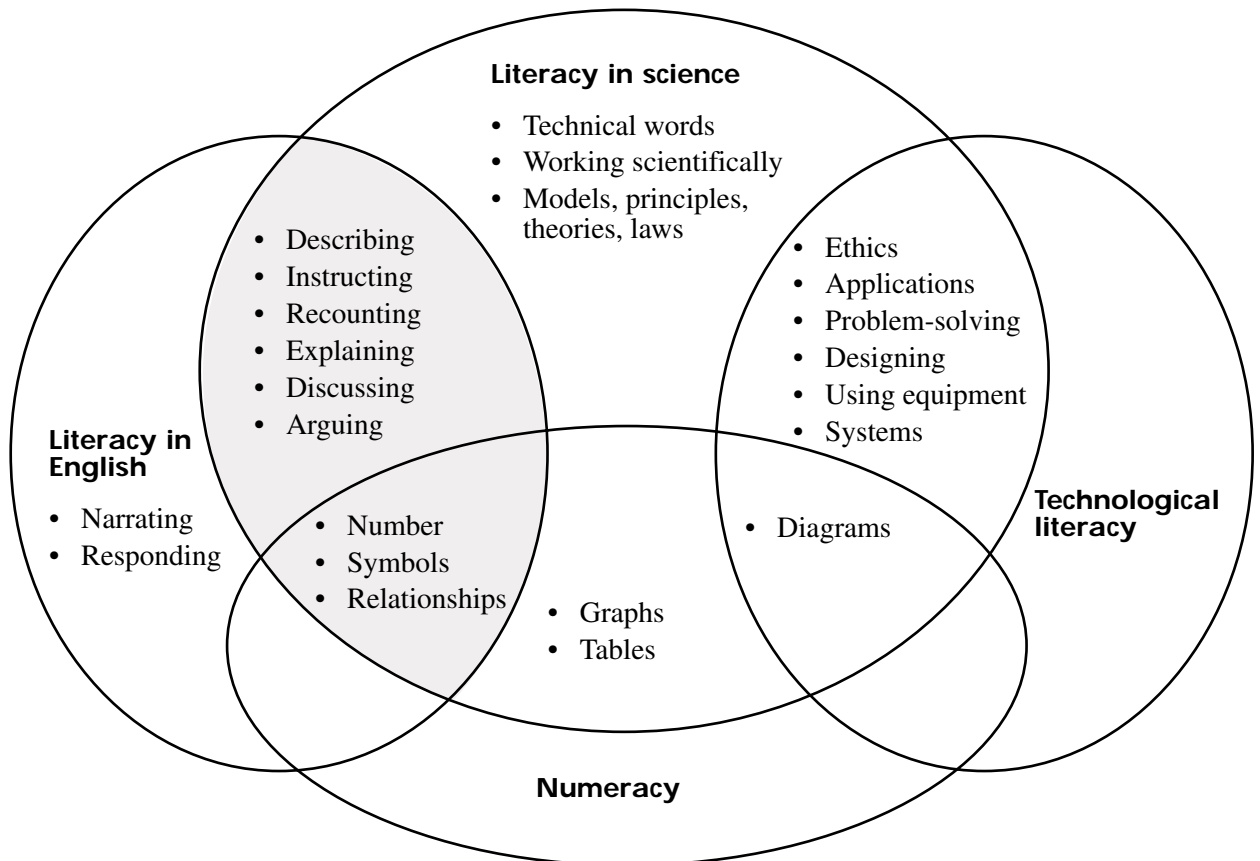 Literacy in science
• Technical words
• Working scientifically
• Models, principles,
theories, laws
• Describing
• Instructing
• Recounting
• Explaining
• Discussing
• Arguing
• Ethics
• Applications
• Problem-solving
• Designing
• Using equipment
• Systems
Literacy in
English
• Narrating
• Responding
• Number
• Symbols
• Relationships
• Graphs
• Tables
• Diagrams
Technological
literacy
Numeracy